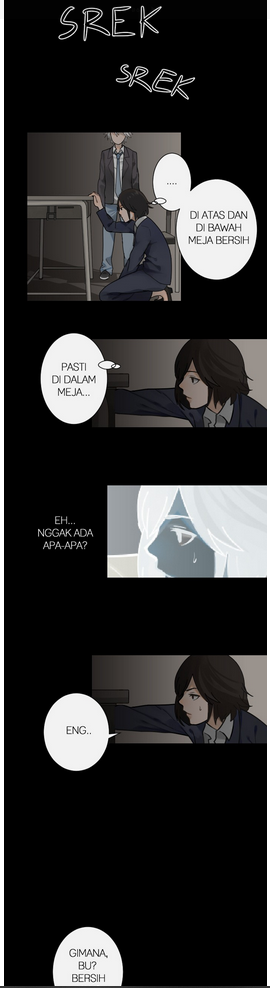 SREK
SREK
....
DI ATAS DAN
DI BAWAH
MEJA BERSIH
PASTI
DI DALAM
MEJA...
EH...
NGGAK ADA
APA-APA?
ENG..
GIMANA,
BU?
BERSIH